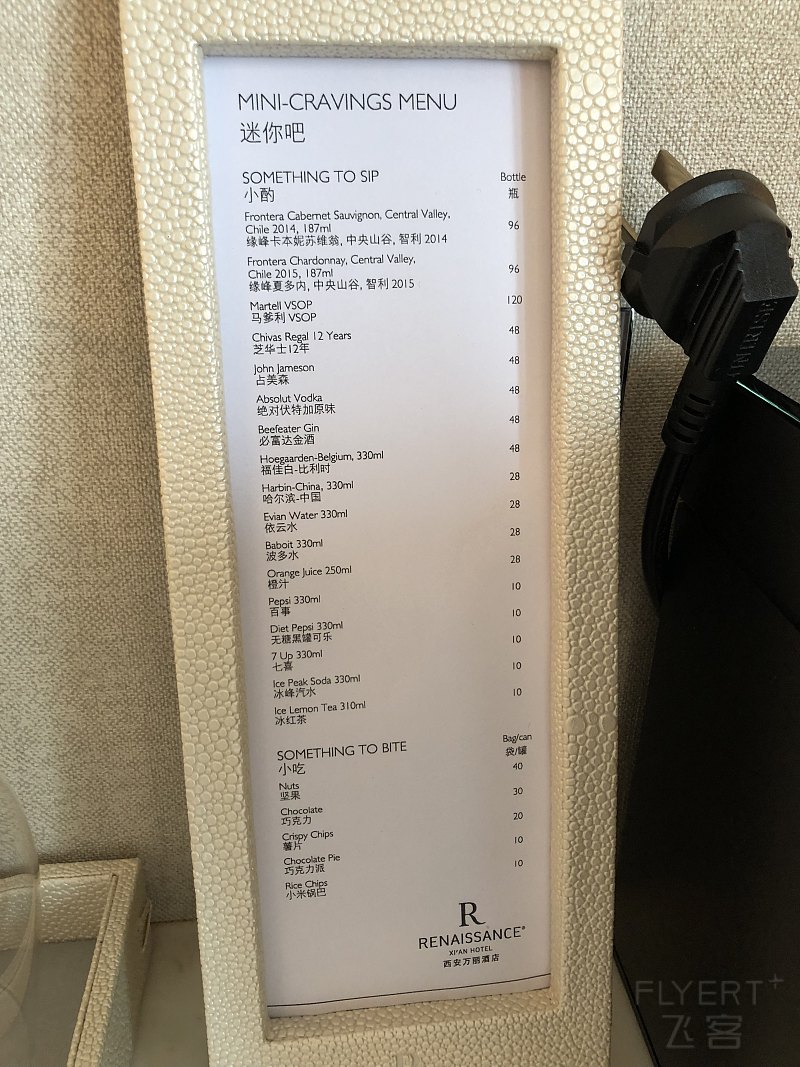 MINI-CRAVINGS MENU
迷你吧
SOMETHING TO SIP Bottle
小酌 瓶
Frontera Cabernet Sauvignon, Central Valley,
Chile 2014, 187ml 96
缘峰卡本妮苏维翁, 中央山谷, 智利 2014
Frontera Chardonnay, Central Valley,
Chile 2015, 187ml 96
缘峰夏多内, 中央山谷, 智利 2015
Martell VSOP 120
马爹利 VSOP
Chivas Regal 12 Years 48
芝华士12年
John Jameson 48
占美森
Absolut Vodka 48
绝对伏特加原味
Beefeater Gin 48
必富达金酒
Hoegaarden-Belgium, 330ml 48
福佳白-比利时
Harbin-China, 330ml 28
哈尔滨-中国
Evian Water 330ml 28
依云水
Baboit 330ml 28
波多水
Orange Juice 250ml 28
橙汁
Pepsi 330ml 10
百事
Diet Pepsi 330ml 10
无糖黑罐可乐
7 Up 330ml 10
七喜
Ice Peak Soda 330ml 10
冰峰汽水
Ice Lemon Tea 310ml 10
冰红茶
SOMETHING TO BITE Bag/can
小吃 袋/罐
Nuts 40
坚果
Chocolate 30
巧克力
Crispy Chips 20
薯片
Chocolate Pie 10
巧克力派
Rice Chips 10
小米锅巴
R
RENAISSANCE®
XI'AN HOTEL
西安万丽酒店
FLYERT+
飞客